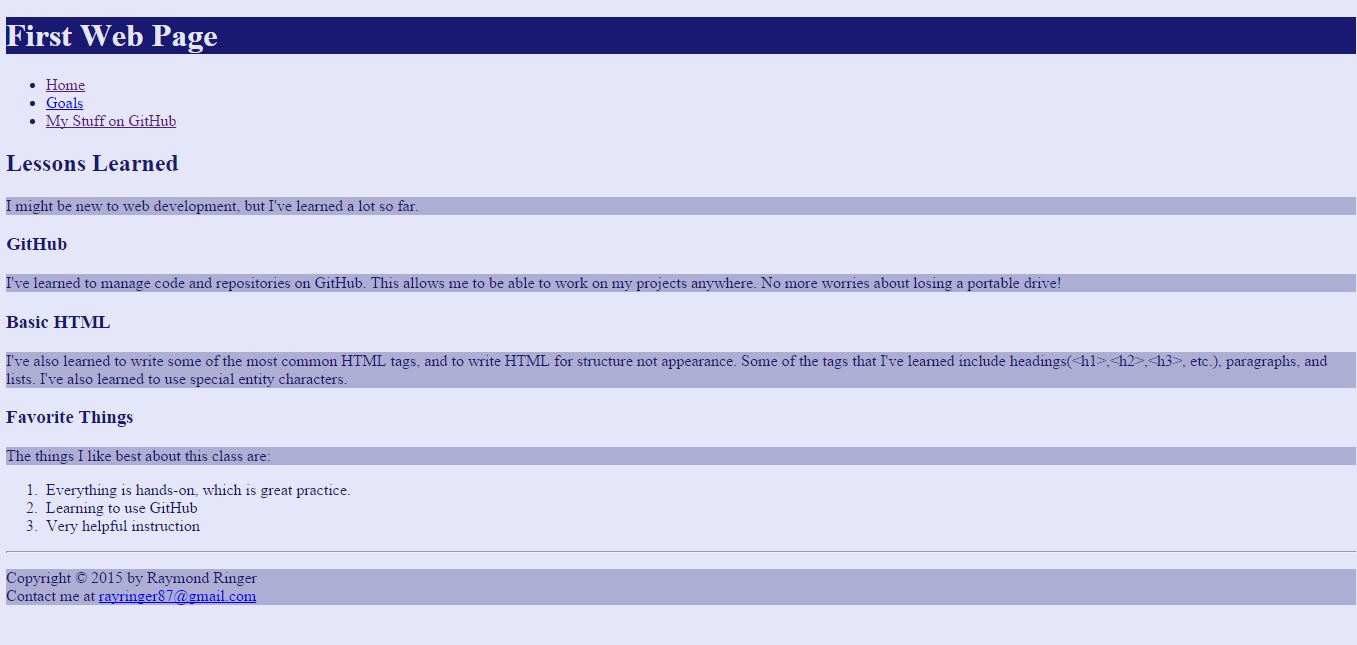 First Web Page
Home
Goals
My Stuff on GitHub
Lessons Learned
I might be new to web development, but I've learned a lot so far.
GitHub
I've learned to manage code and repositories on GitHub. This allows me to be able to work on my projects anywhere. No more worries about losing a portable drive!
Basic HTML
I've also learned to write some of the most common HTML tags, and to write HTML for structure not appearance. Some of the tags that I've learned include headings(<h1>,<h2>,<h3>, etc.), paragraphs, and
lists. I've also learned to use special entity characters.
Favorite Things
The things I like best about this class are:
1. Everything is hands-on, which is great practice.
2. Learning to use GitHub
3. Very helpful instruction
Copyright © 2015 by Raymond Ringer
Contact me at rayringer87@gmail.com